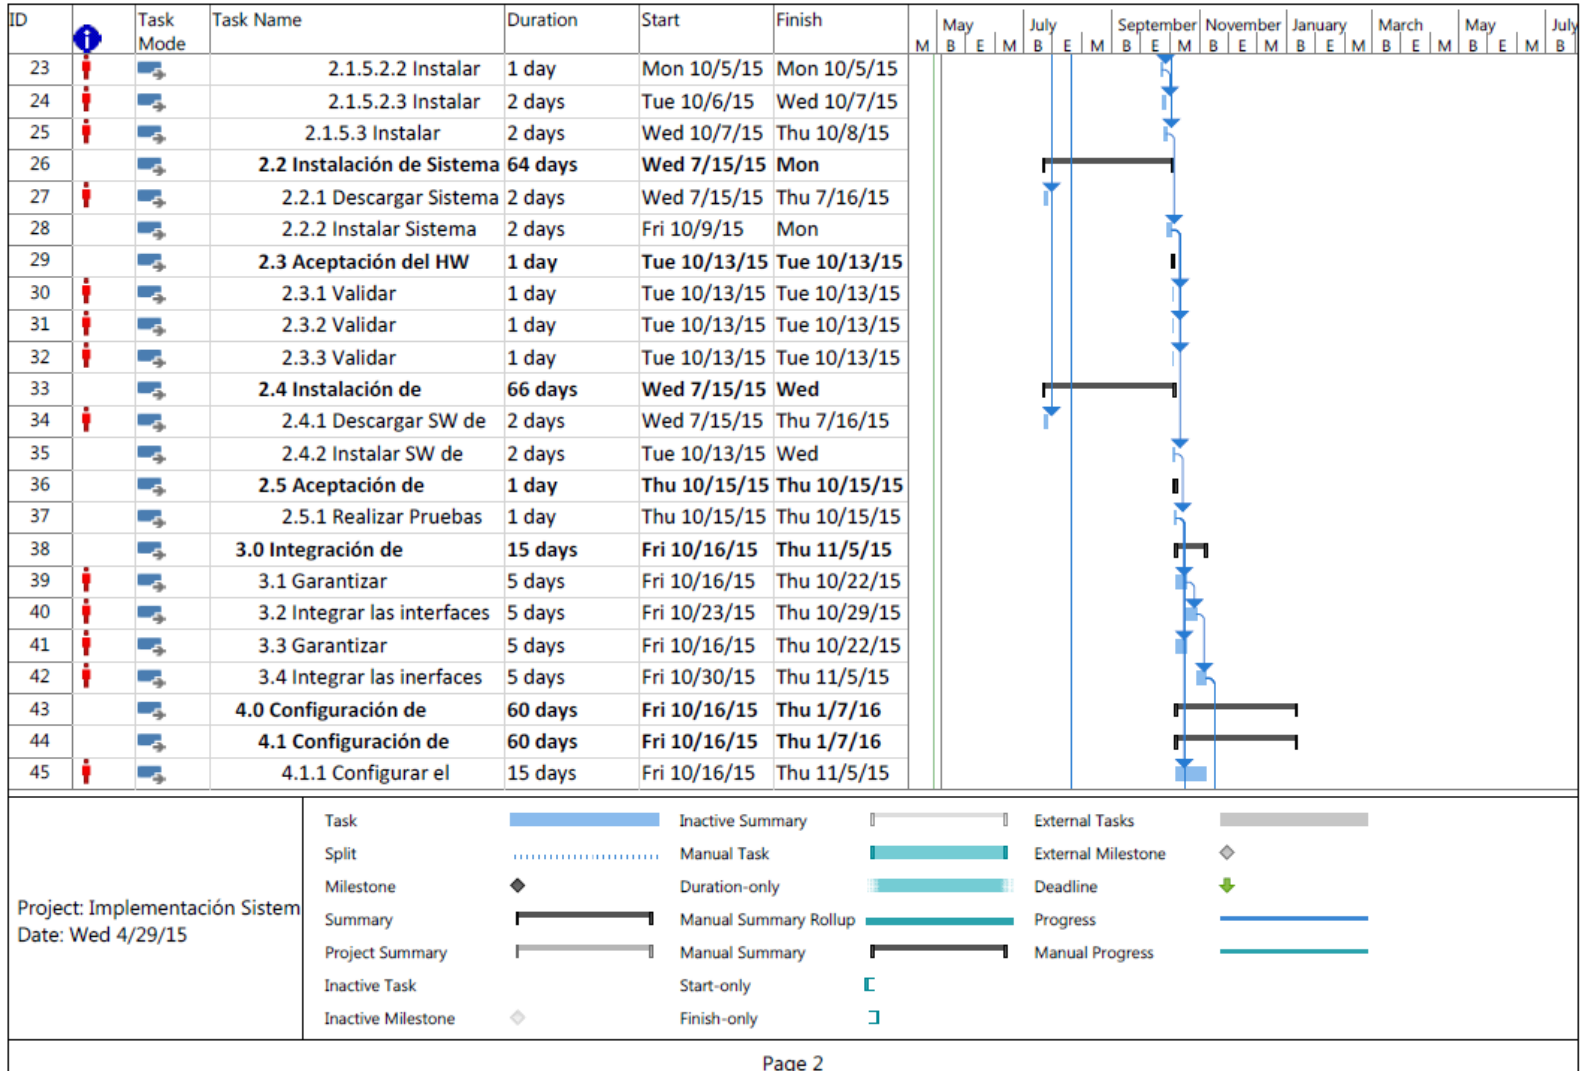 ID Task Mode Task Name Duration Start Finish
May July September November January March May July
M B E M B E M B E M B E M B E M B E M B E M B
23 2.1.5.2.2 Instalar 1 day Mon 10/5/15 Mon 10/5/15
24 2.1.5.2.3 Instalar 2 days Tue 10/6/15 Wed 10/7/15
25 2.1.5.3 Instalar 2 days Wed 10/7/15 Thu 10/8/15
26 2.2 Instalación de Sistema 64 days Wed 7/15/15 Mon
27 2.2.1 Descargar Sistema 2 days Wed 7/15/15 Thu 7/16/15
28 2.2.2 Instalar Sistema 2 days Fri 10/9/15 Mon
29 2.3 Aceptación del HW 1 day Tue 10/13/15 Tue 10/13/15
30 2.3.1 Validar 1 day Tue 10/13/15 Tue 10/13/15
31 2.3.2 Validar 1 day Tue 10/13/15 Tue 10/13/15
32 2.3.3 Validar 1 day Tue 10/13/15 Tue 10/13/15
33 2.4 Instalación de 66 days Wed 7/15/15 Wed
34 2.4.1 Descargar SW de 2 days Wed 7/15/15 Thu 7/16/15
35 2.4.2 Instalar SW de 2 days Tue 10/13/15 Wed
36 2.5 Aceptación de 1 day Thu 10/15/15 Thu 10/15/15
37 2.5.1 Realizar Pruebas 1 day Thu 10/15/15 Thu 10/15/15
38 3.0 Integración de 15 days Fri 10/16/15 Thu 11/5/15
39 3.1 Garantizar 5 days Fri 10/16/15 Thu 10/22/15
40 3.2 Integrar las interfaces 5 days Fri 10/23/15 Thu 10/29/15
41 3.3 Garantizar 5 days Fri 10/16/15 Thu 10/22/15
42 3.4 Integrar las inerfaces 5 days Fri 10/30/15 Thu 11/5/15
43 4.0 Configuración de 60 days Fri 10/16/15 Thu 1/7/16
44 4.1 Configuración de 60 days Fri 10/16/15 Thu 1/7/16
45 4.1.1 Configurar el 15 days Fri 10/16/15 Thu 11/5/15
Project: Implementación Sistem
Date: Wed 4/29/15
Task Inactive Summary External Tasks
Split Manual Task External Milestone
Milestone Duration-only Deadline
Summary Manual Summary Rollup Progress
Project Summary Manual Summary Manual Progress
Inactive Task Start-only
Inactive Milestone Finish-only
Page 2